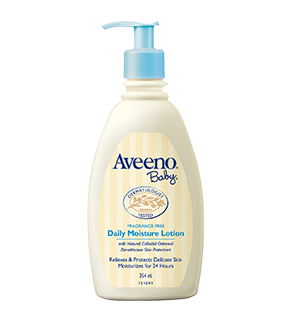 Aveeno®
Baby®
DERMATOLOGIST
TESTED
FRAGRANCE FREE
Daily Moisture Lotion
with Natural Colloidal Oatmeal
Dimethicone Skin Protectant
Relieves & Protects Delicate Skin
Moisturizes for 24 Hours
354 mL